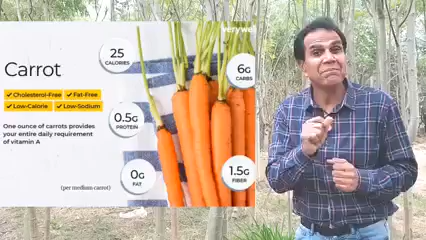 verywell
25
CALORIES
Carrot
6G
CARBS
✓ Cholesterol-Free ✓ Fat-Free
✓ Low-Calorie ✓ Low-Sodium
0.5G
PROTEIN
One ounce of carrots provides
your entire daily requirement
of vitamin A
0G
FAT
1.5G
FIBER
(per medium carrot)